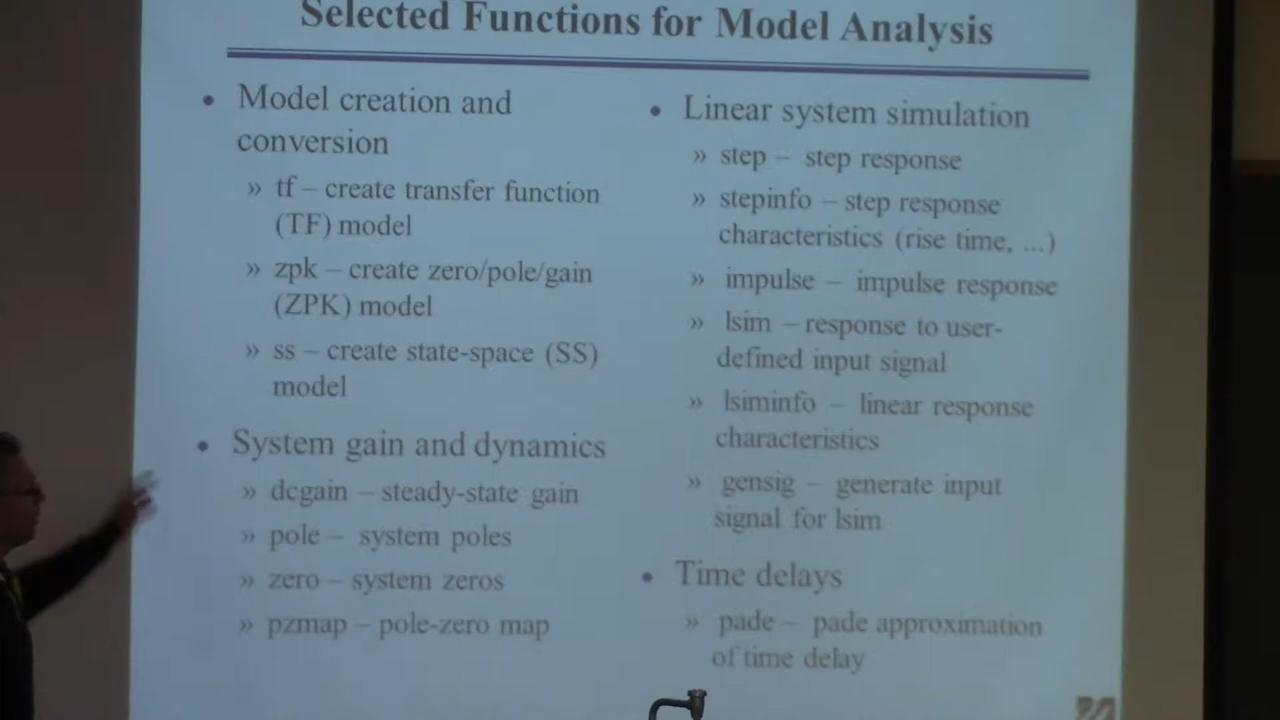 Selected Functions for Model Analysis
• Model creation and
conversion
» tf – create transfer function
(TF) model
» zpk – create zero/pole/gain
(ZPK) model
» ss – create state-space (SS)
model
• System gain and dynamics
» dcgain – steady-state gain
» pole – system poles
» zero – system zeros
» pzmap – pole-zero map
• Linear system simulation
» step – step response
» stepinfo – step response
characteristics (rise time, ...)
» impulse – impulse response
» lsim – response to user-
defined input signal
» lsiminfo – linear response
characteristics
» gensig – generate input
signal for lsim
• Time delays
» pade – pade approximation
of time delay